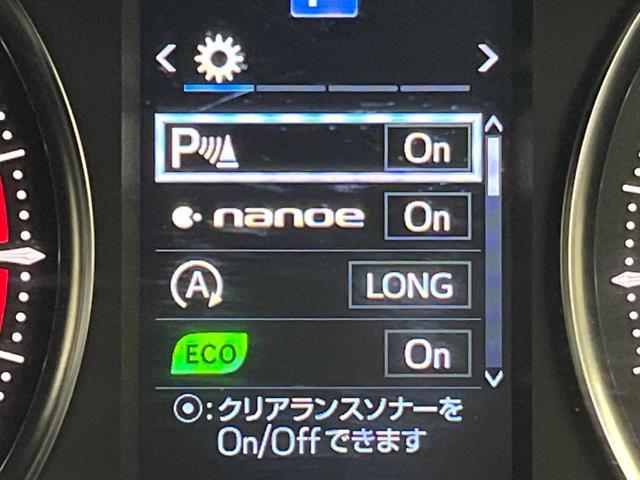 P On
nanoe On
A LONG
ECO On
⦿:クリアランスソナーを
On/Offできます